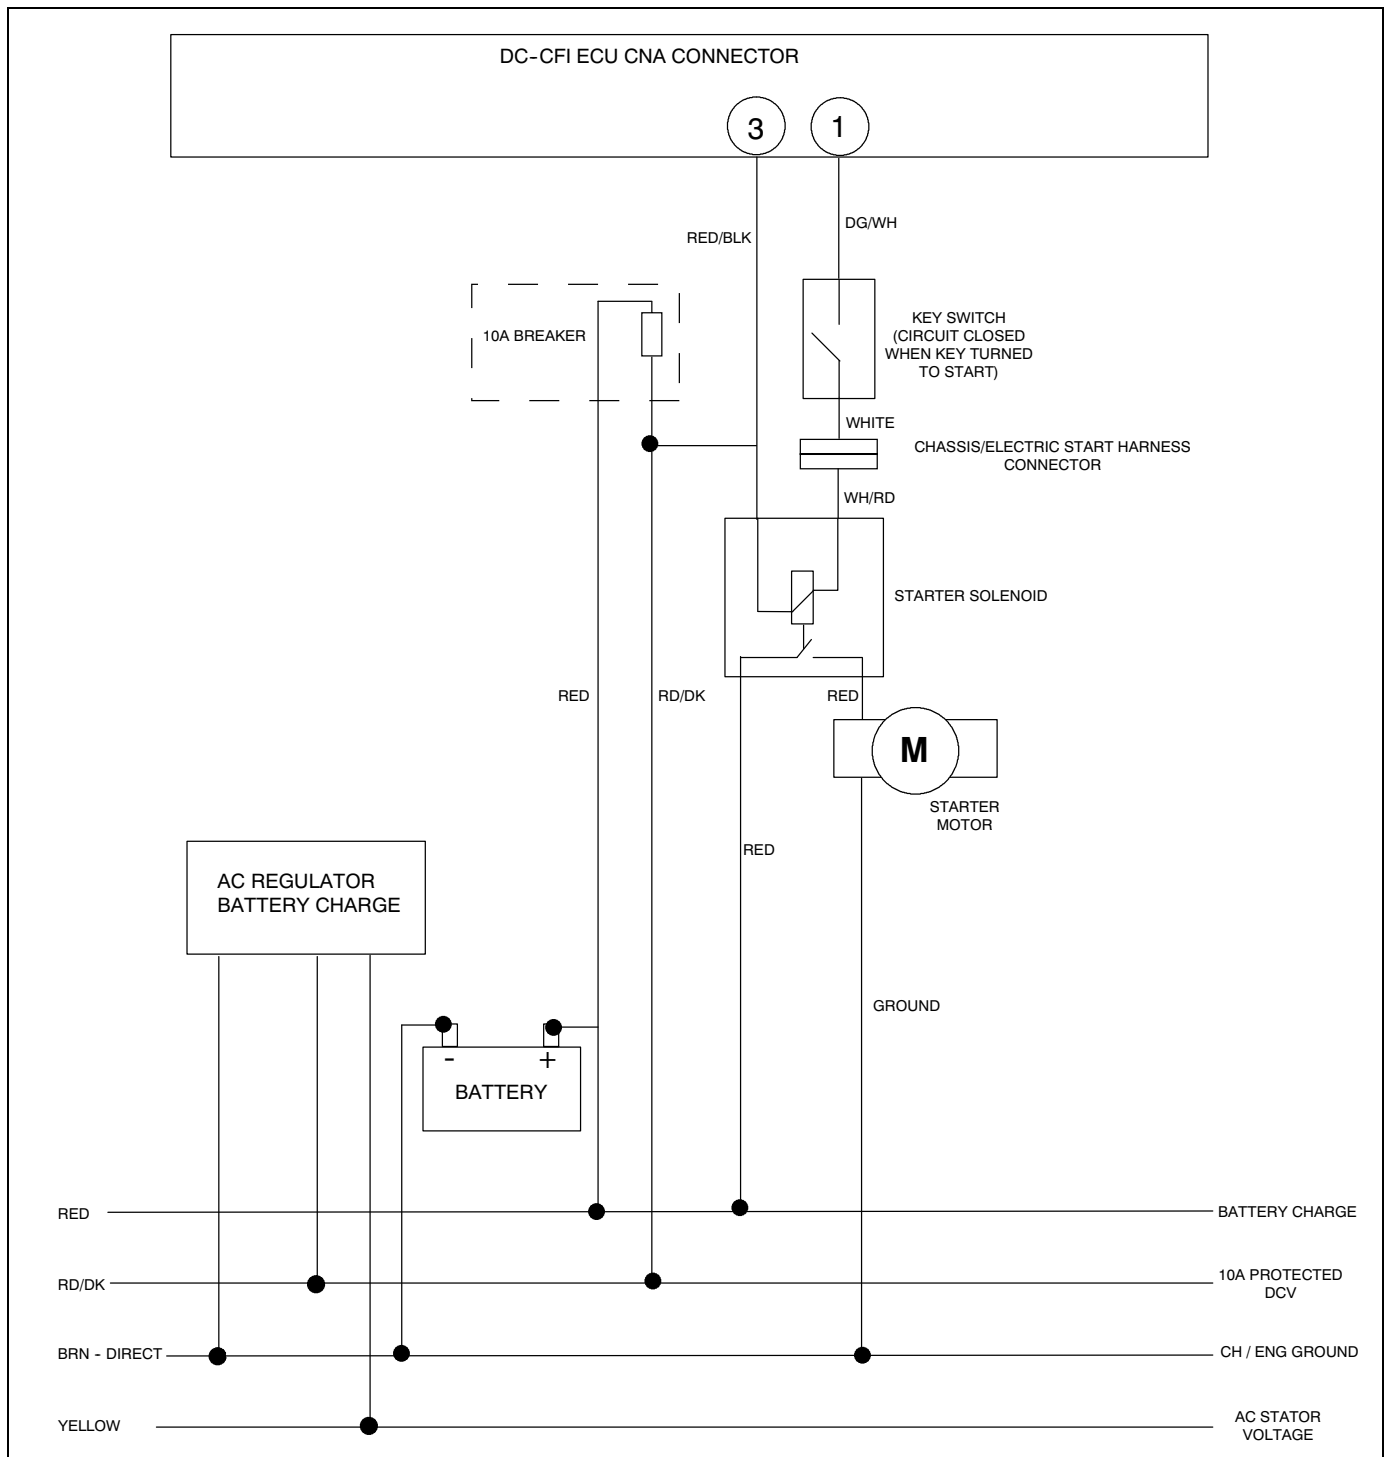 DC-CFI ECU CNA CONNECTOR
3
1
DG/WH
RED/BLK
10A BREAKER
KEY SWITCH
(CIRCUIT CLOSED
WHEN KEY TURNED
TO START)
WHITE
CHASSIS/ELECTRIC START HARNESS
CONNECTOR
WH/RD
STARTER SOLENOID
RED
RD/DK
RED
M
STARTER
MOTOR
RED
AC REGULATOR
BATTERY CHARGE
GROUND
- +
BATTERY
RED
BATTERY CHARGE
RD/DK
10A PROTECTED
DCV
BRN - DIRECT
CH / ENG GROUND
YELLOW
AC STATOR
VOLTAGE